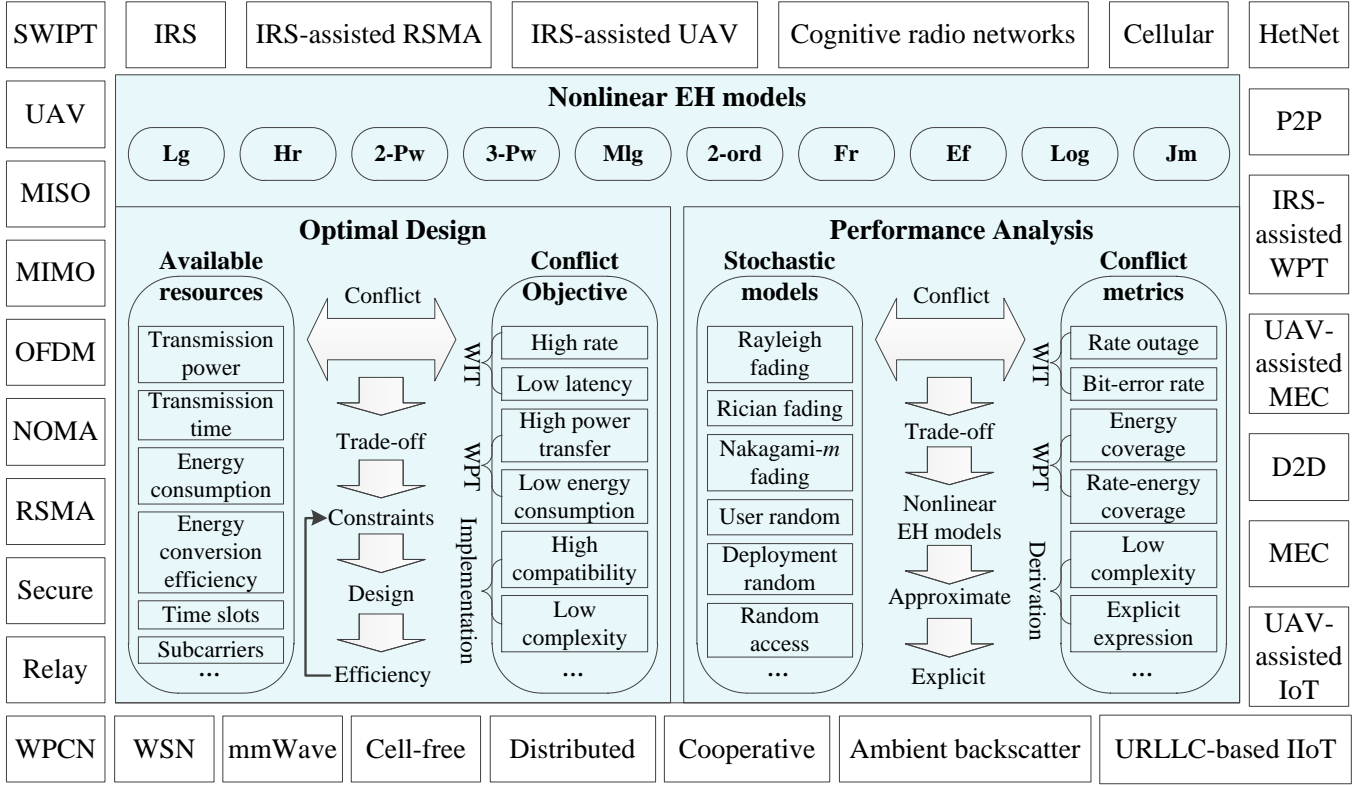 SWIPT
IRS
IRS-assisted RSMA
IRS-assisted UAV
Cognitive radio networks
Cellular
HetNet
UAV
MISO
MIMO
OFDM
NOMA
RSMA
Secure
Relay
Nonlinear EH models
Lg
Hr
2-Pw
3-Pw
Mlg
2-ord
Fr
Ef
Log
Jm
Optimal Design
Available
resources
Transmission
power
Transmission
time
Energy
consumption
Energy
conversion
efficiency
Time slots
Subcarriers
...
Conflict
Trade-off
Constraints
Design
Efficiency
Conflict
Objective
WIT
High rate
Low latency
WPT
High power
transfer
Low energy
consumption
Implementation
High
compatibility
Low
complexity
...
Performance Analysis
Stochastic
models
Rayleigh
fading
Rician fading
Nakagami-m
fading
User random
Deployment
random
Random
access
...
Conflict
Trade-off
Nonlinear
EH models
Approximate
Explicit
Conflict
metrics
WIT
Rate outage
Bit-error rate
WPT
Energy
coverage
Rate-energy
coverage
Derivation
Low
complexity
Explicit
expression
...
P2P
IRS-
assisted
WPT
UAV-
assisted
MEC
D2D
MEC
UAV-
assisted
IoT
WPCN
WSN
mmWave
Cell-free
Distributed
Cooperative
Ambient backscatter
URLLC-based IIoT